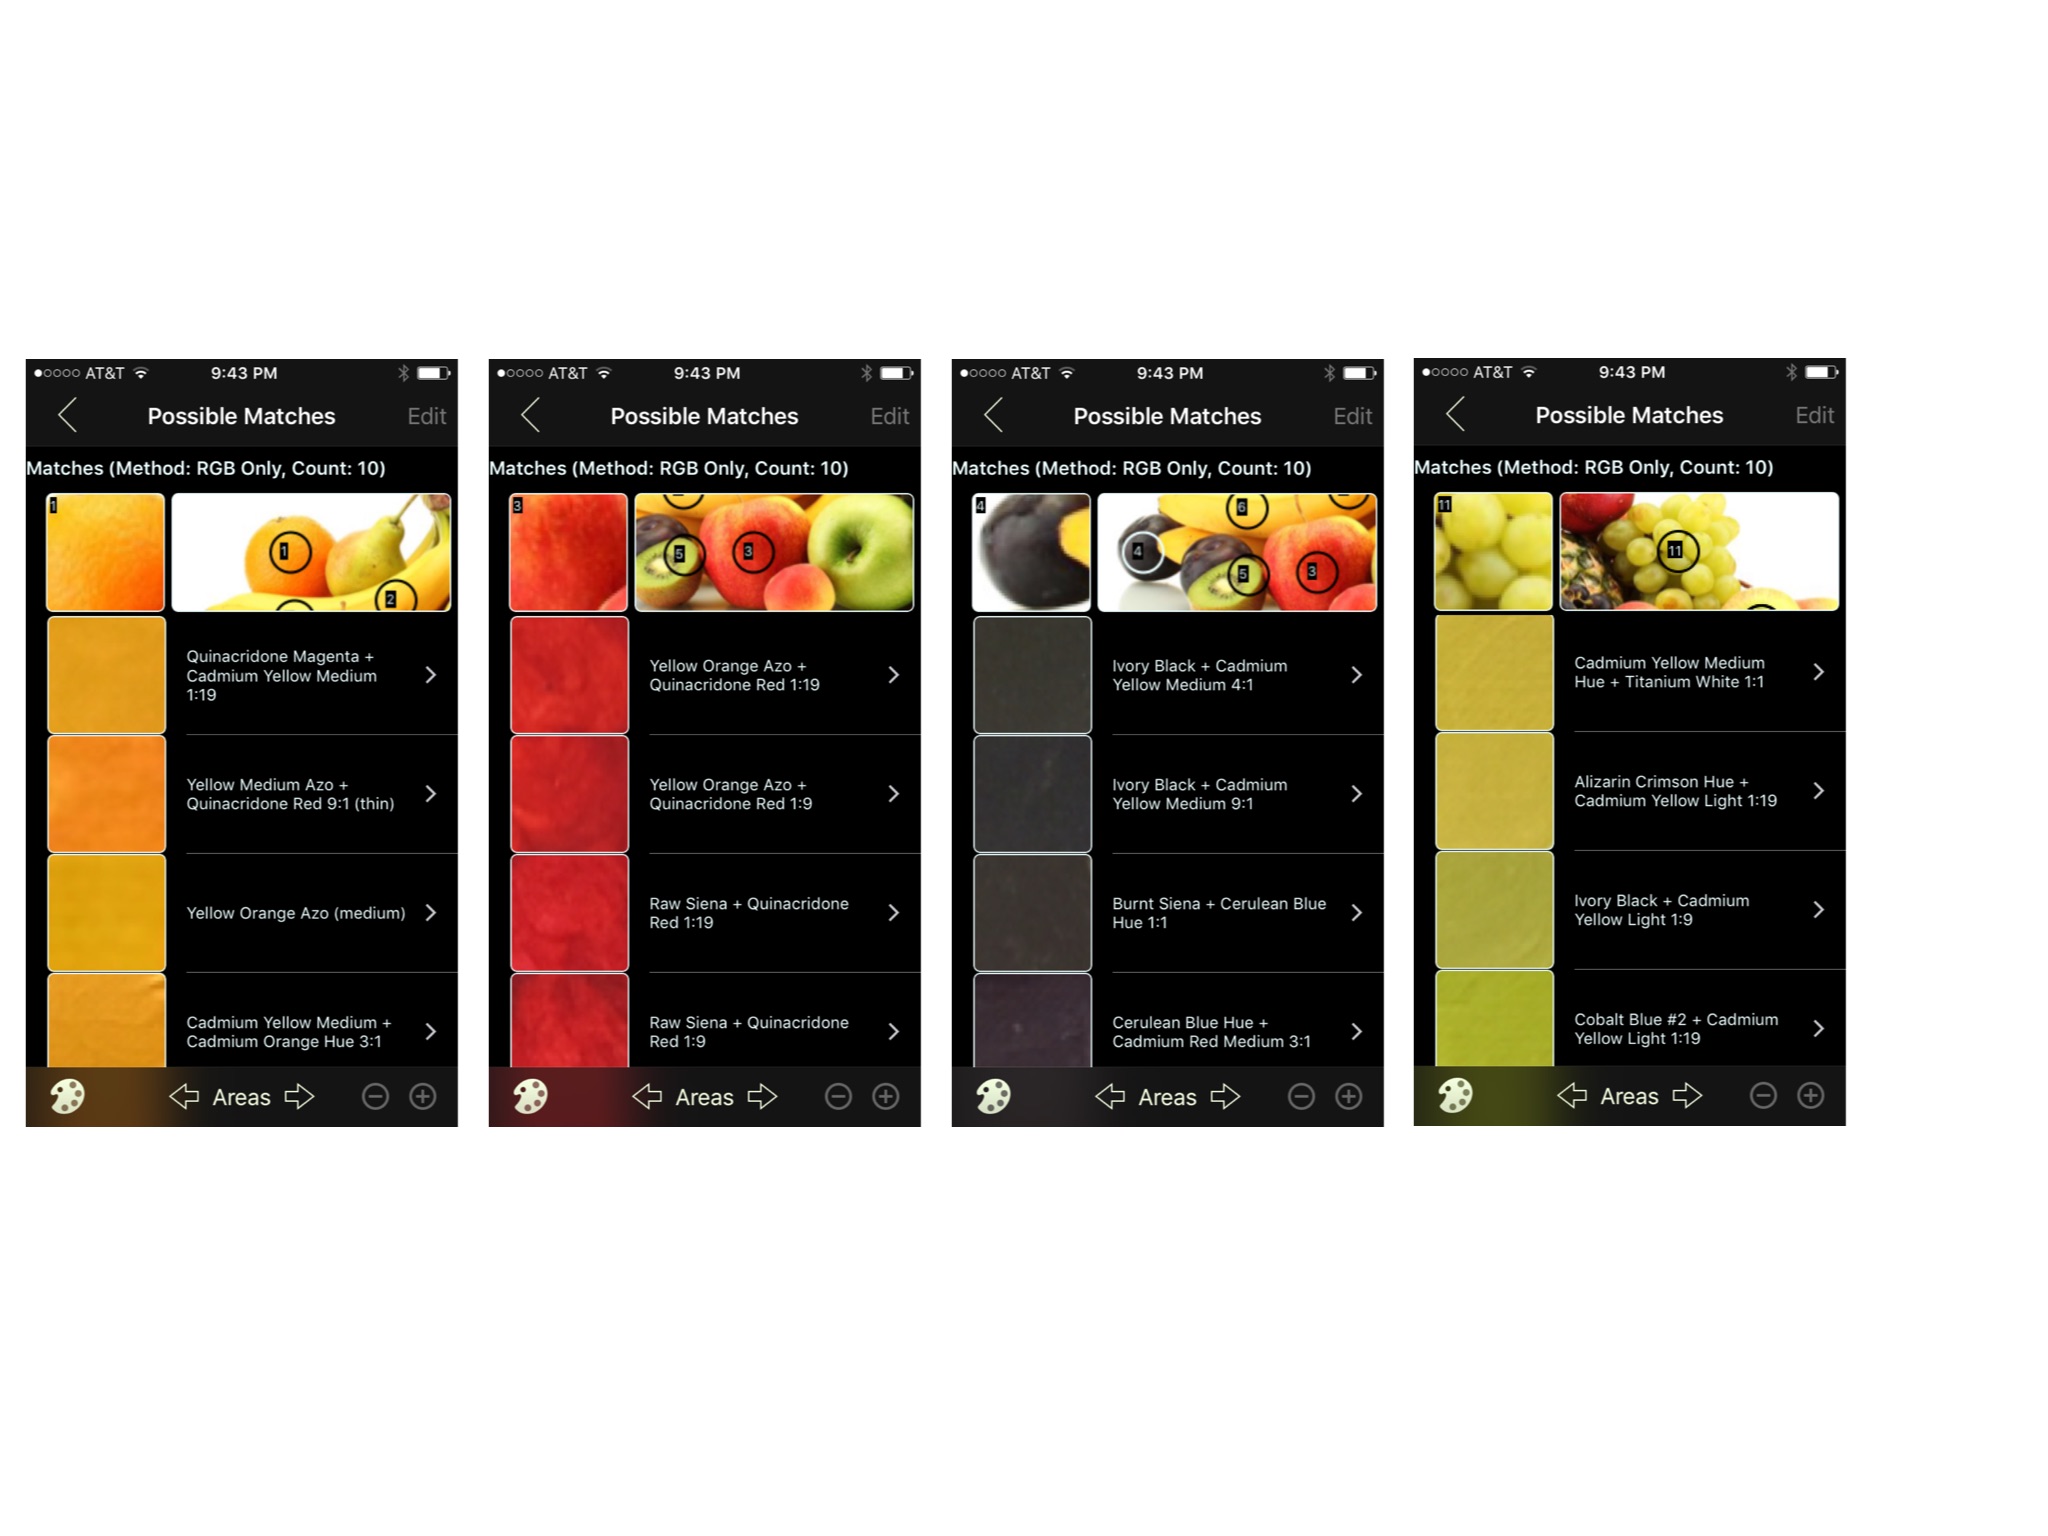 AT&T 9:43 PM
Possible Matches Edit
Matches (Method: RGB Only, Count: 10)
1
1
2
Quinacridone Magenta +
Cadmium Yellow Medium
1:19
Yellow Medium Azo +
Quinacridone Red 9:1 (thin)
Yellow Orange Azo (medium)
Cadmium Yellow Medium +
Cadmium Orange Hue 3:1
Areas
AT&T 9:43 PM
Possible Matches Edit
Matches (Method: RGB Only, Count: 10)
3
5
3
Yellow Orange Azo +
Quinacridone Red 1:19
Yellow Orange Azo +
Quinacridone Red 1:9
Raw Siena + Quinacridone
Red 1:19
Raw Siena + Quinacridone
Red 1:9
Areas
AT&T 9:43 PM
Possible Matches Edit
Matches (Method: RGB Only, Count: 10)
4
6
4
5
3
Ivory Black + Cadmium
Yellow Medium 4:1
Ivory Black + Cadmium
Yellow Medium 9:1
Burnt Siena + Cerulean Blue
Hue 1:1
Cerulean Blue Hue +
Cadmium Red Medium 3:1
Areas
AT&T 9:43 PM
Possible Matches Edit
Matches (Method: RGB Only, Count: 10)
11
11
Cadmium Yellow Medium
Hue + Titanium White 1:1
Alizarin Crimson Hue +
Cadmium Yellow Light 1:19
Ivory Black + Cadmium
Yellow Light 1:9
Cobalt Blue #2 + Cadmium
Yellow Light 1:19
Areas